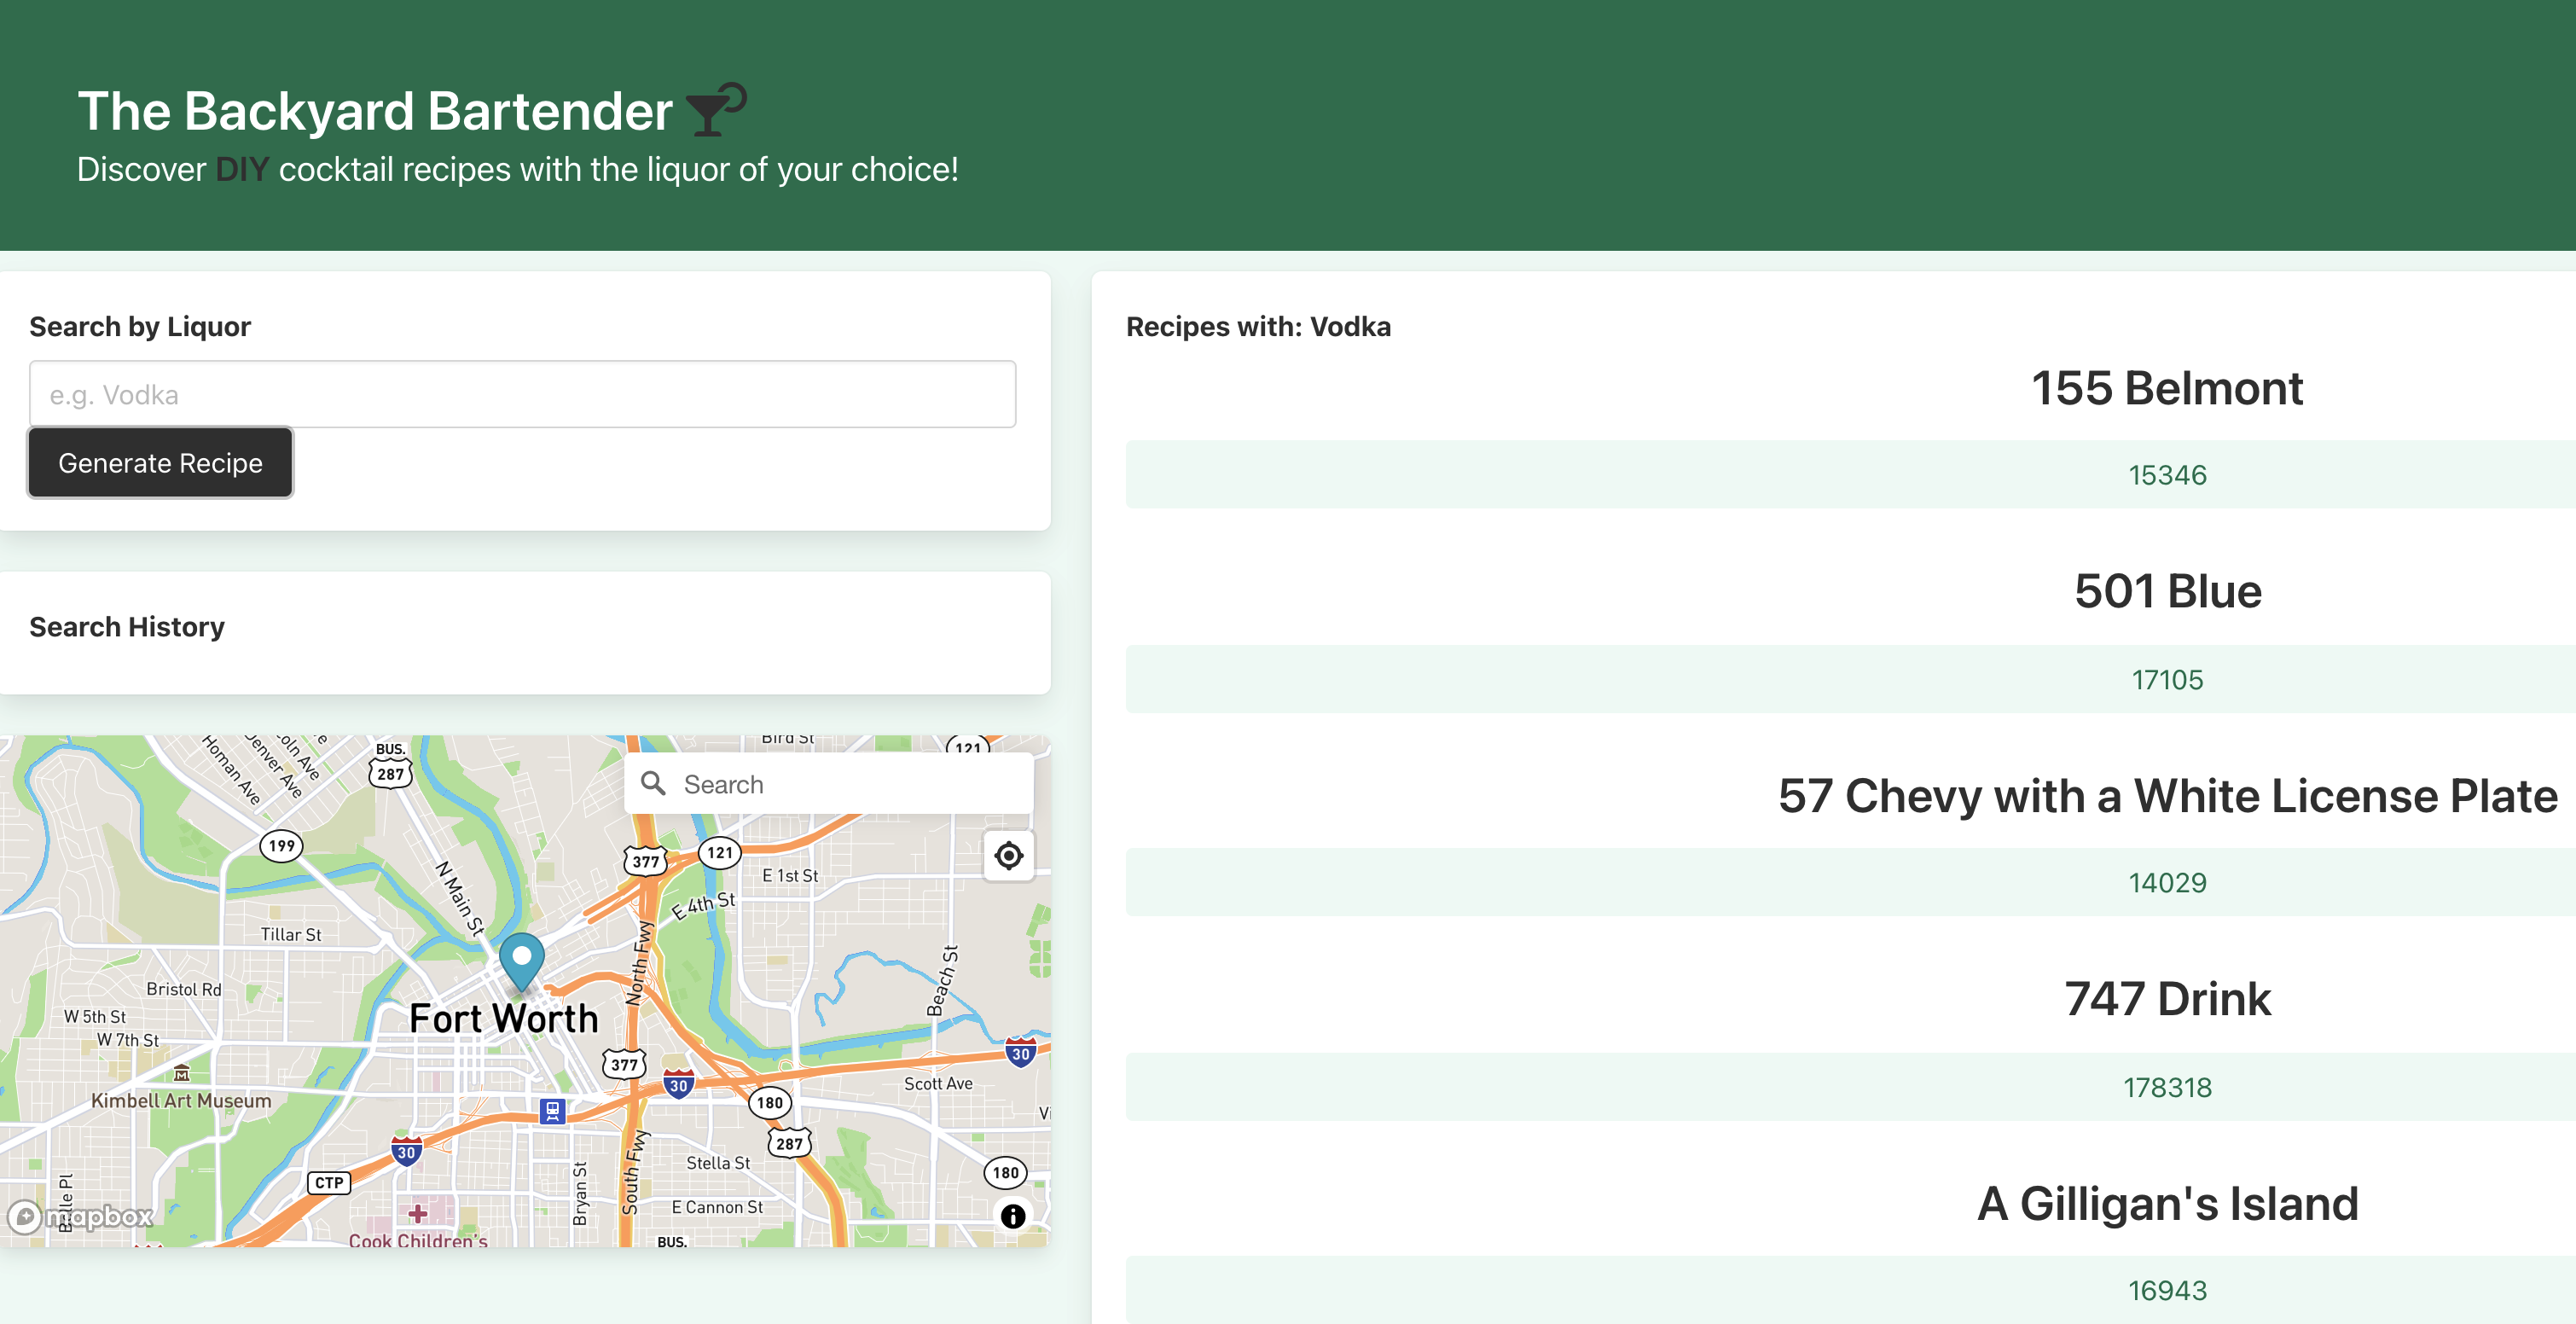 The Backyard Bartender
Discover DIY cocktail recipes with the liquor of your choice!
Search by Liquor
e.g. Vodka
Generate Recipe
Search History
Recipes with: Vodka
155 Belmont
15346
501 Blue
17105
57 Chevy with a White License Plate
14029
747 Drink
178318
A Gilligan's Island
16943
Search
Homan Ave
Denver Ave
BUS.
287
Bird St
121
199
N Main St
377
121
E 1st St
E 4th St
Tillar St
North Fwy
Beach St
Bristol Rd
Fort Worth
W 5th St
W 7th St
377
30
30
Scott Ave
Kimbell Art Museum
180
287
30
Stella St
180
CTP
South Fwy
Bryan St
E Cannon St
mapbox
Cook Children's
BUS.